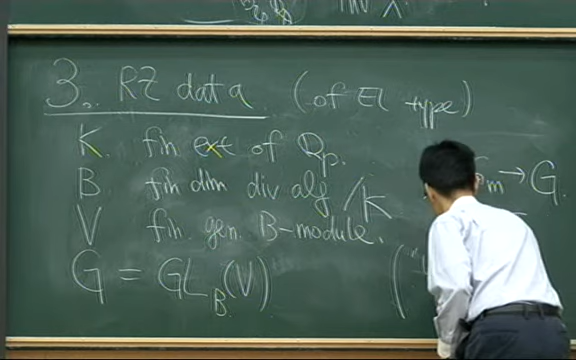 3. RZ data (of EL type)
K. fin ext of Qp.
B fin dim div alg /K
m → G.
V fin. gen. B-module.
G = GL_B(V)
(